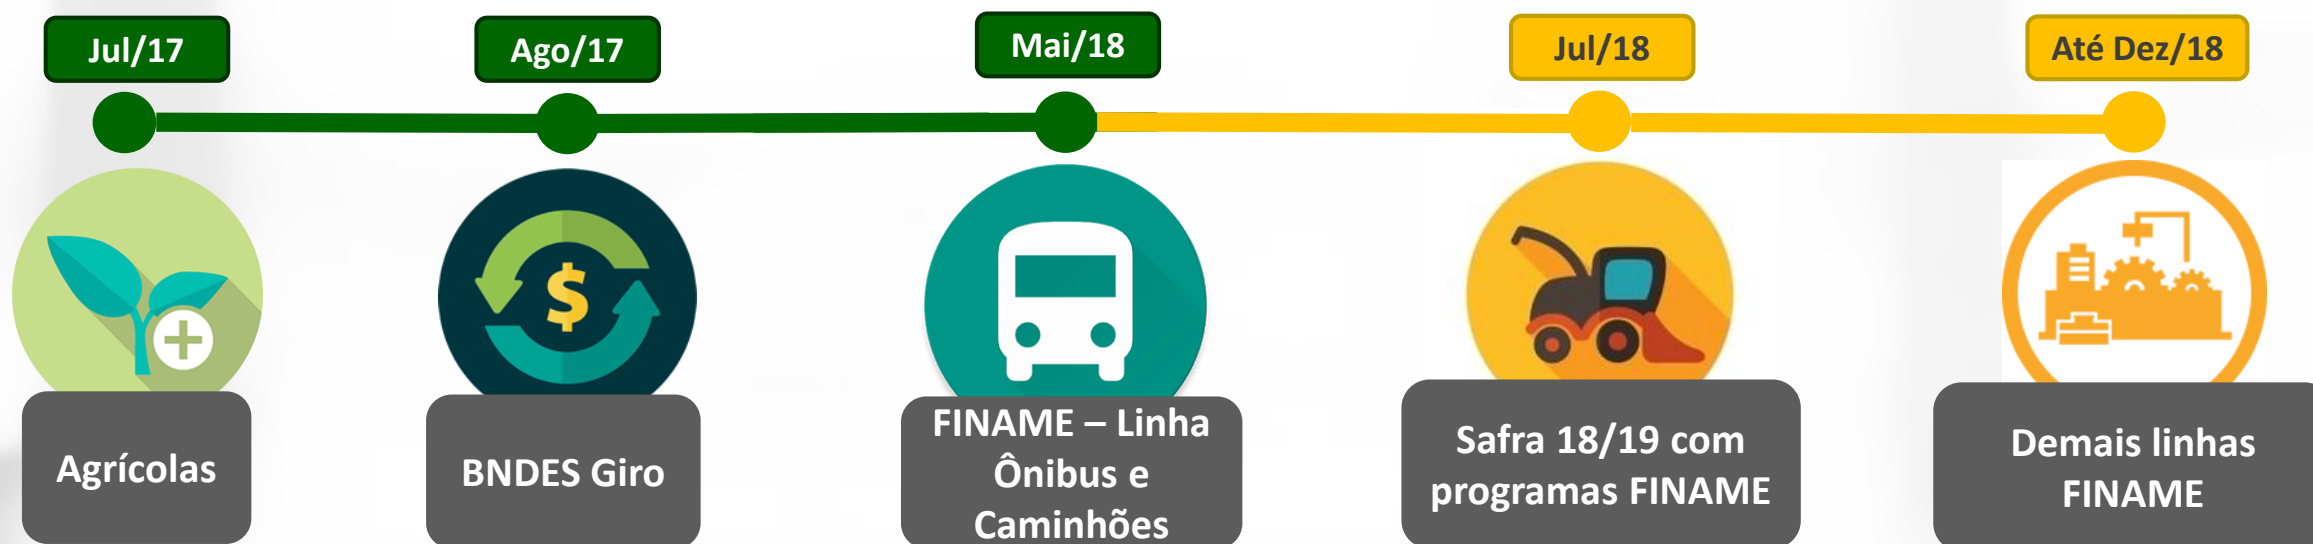 Jul/17
Ago/17
Mai/18
Jul/18
Até Dez/18
$
Agrícolas
BNDES Giro
FINAME – Linha
Ônibus e
Caminhões
Safra 18/19 com
programas FINAME
Demais linhas
FINAME